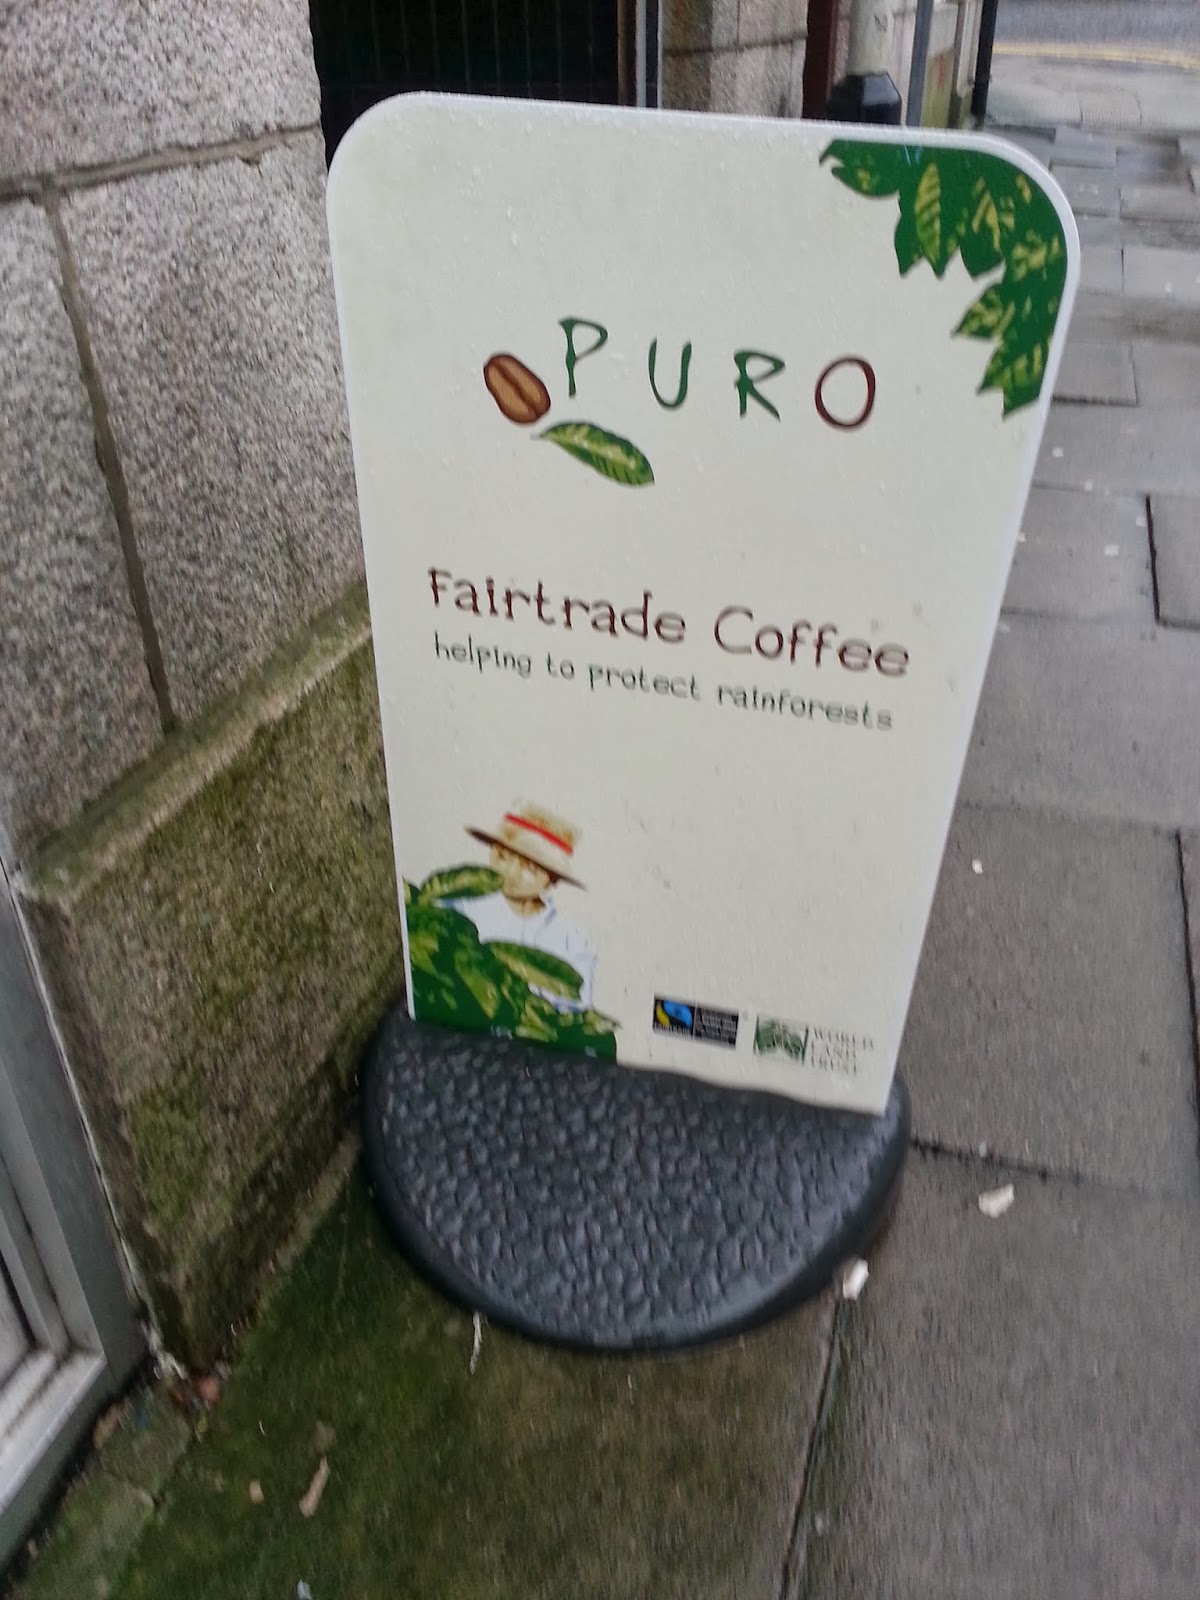 PURO
Fairtrade Coffee
helping to protect rainforests
WORLD
LAND
TRUST